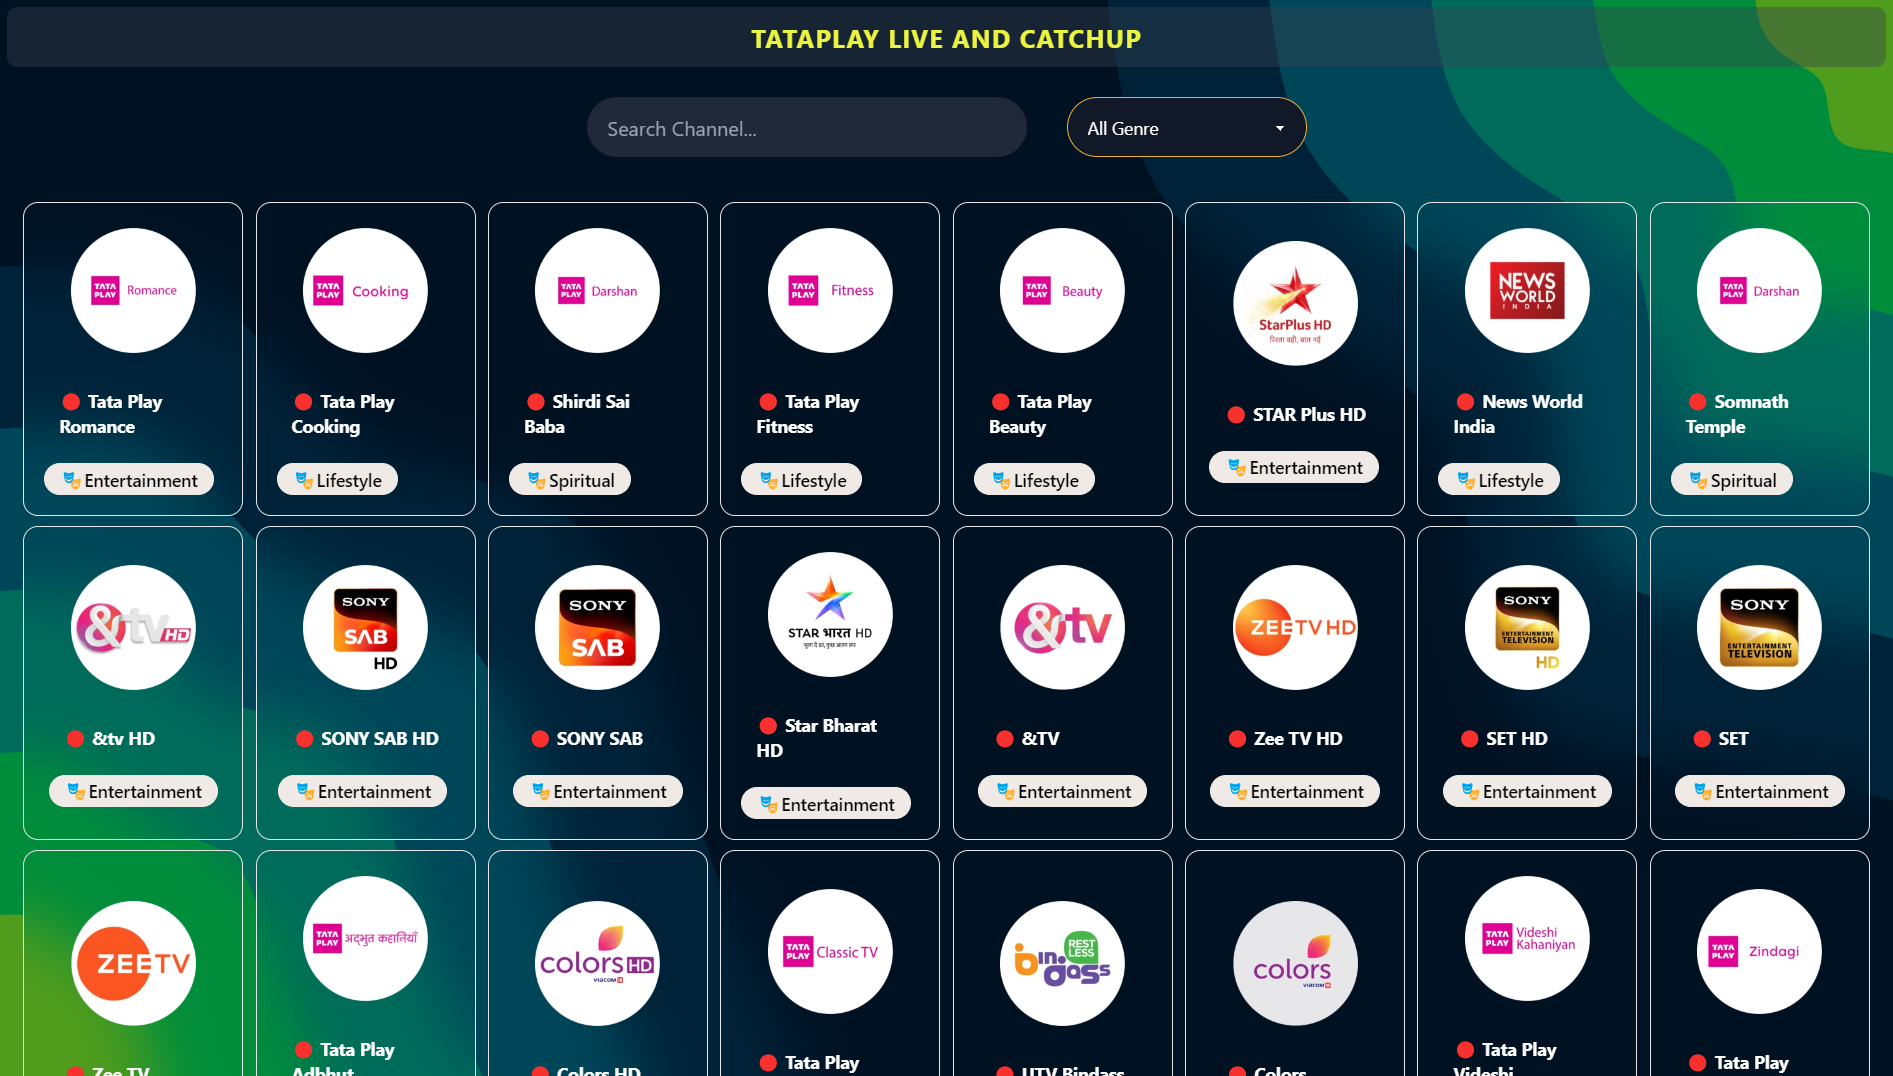 TATAPLAY LIVE AND CATCHUP
Search Channel...
All Genre
TATA PLAY Romance
Tata Play
Romance
Entertainment
TATA PLAY Cooking
Tata Play
Cooking
Lifestyle
TATA PLAY Darshan
Shirdi Sai
Baba
Spiritual
TATA PLAY Fitness
Tata Play
Fitness
Lifestyle
TATA PLAY Beauty
Tata Play
Beauty
Lifestyle
StarPlus HD
रिश्ता वही, बात नई
STAR Plus HD
Entertainment
NEWS
WORLD
INDIA
News World
India
Lifestyle
TATA PLAY Darshan
Somnath
Temple
Spiritual
&tv HD
&tv HD
Entertainment
SONY
SAB
HD
SONY SAB HD
Entertainment
SONY
SAB
SONY SAB
Entertainment
STAR भारत HD
भुला दे डर, कुछ अलग कर
Star Bharat
HD
Entertainment
&tv
&TV
Entertainment
ZEE TV HD
Zee TV HD
Entertainment
SONY
ENTERTAINMENT
TELEVISION
HD
SET HD
Entertainment
SONY
ENTERTAINMENT
TELEVISION
SET
Entertainment
ZEE TV
Zee TV
TATA PLAY अद्भुत कहानियाँ
Tata Play
Adbhut
colors HD
VIACOM 18
Colors HD
TATA PLAY Classic TV
Tata Play
REST
LESS
bindass
UTV Bindass
colors
VIACOM 18
Colors
TATA PLAY Videshi
Kahaniyan
Tata Play
Videshi
TATA PLAY Zindagi
Tata Play